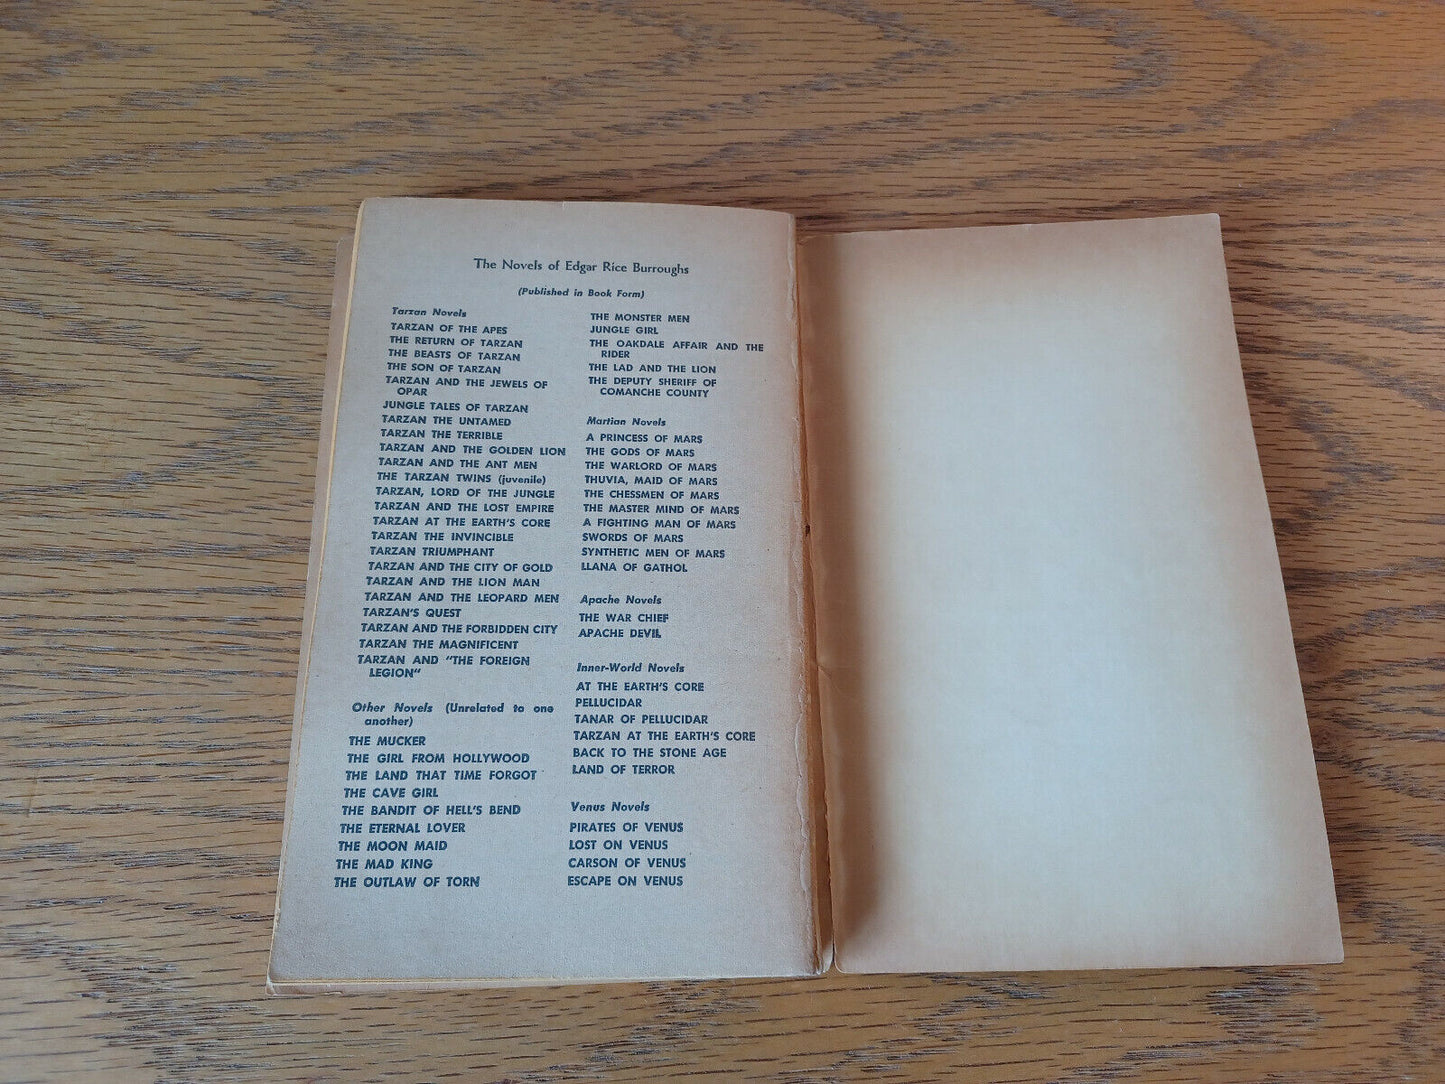 The Novels of Edgar Rice Burroughs
(Published in Book Form)
Tarzan Novels
TARZAN OF THE APES
THE RETURN OF TARZAN
THE BEASTS OF TARZAN
THE SON OF TARZAN
TARZAN AND THE JEWELS OF
OPAR
JUNGLE TALES OF TARZAN
TARZAN THE UNTAMED
TARZAN THE TERRIBLE
TARZAN AND THE GOLDEN LION
TARZAN AND THE ANT MEN
THE TARZAN TWINS (juvenile)
TARZAN, LORD OF THE JUNGLE
TARZAN AND THE LOST EMPIRE
TARZAN AT THE EARTH'S CORE
TARZAN THE INVINCIBLE
TARZAN TRIUMPHANT
TARZAN AND THE CITY OF GOLD
TARZAN AND THE LION MAN
TARZAN AND THE LEOPARD MEN
TARZAN'S QUEST
TARZAN AND THE FORBIDDEN CITY
TARZAN THE MAGNIFICENT
TARZAN AND "THE FOREIGN
LEGION"
Other Novels (Unrelated to one
another)
THE MUCKER
THE GIRL FROM HOLLYWOOD
THE LAND THAT TIME FORGOT
THE CAVE GIRL
THE BANDIT OF HELL'S BEND
THE ETERNAL LOVER
THE MOON MAID
THE MAD KING
THE OUTLAW OF TORN
THE MONSTER MEN
JUNGLE GIRL
THE OAKDALE AFFAIR AND THE
RIDER
THE LAD AND THE LION
THE DEPUTY SHERIFF OF
COMANCHE COUNTY
Martian Novels
A PRINCESS OF MARS
THE GODS OF MARS
THE WARLORD OF MARS
THUVIA, MAID OF MARS
THE CHESSMEN OF MARS
THE MASTER MIND OF MARS
A FIGHTING MAN OF MARS
SWORDS OF MARS
SYNTHETIC MEN OF MARS
LLANA OF GATHOL
Apache Novels
THE WAR CHIEF
APACHE DEVIL
Inner-World Novels
AT THE EARTH'S CORE
PELLUCIDAR
TANAR OF PELLUCIDAR
TARZAN AT THE EARTH'S CORE
BACK TO THE STONE AGE
LAND OF TERROR
Venus Novels
PIRATES OF VENUS
LOST ON VENUS
CARSON OF VENUS
ESCAPE ON VENUS